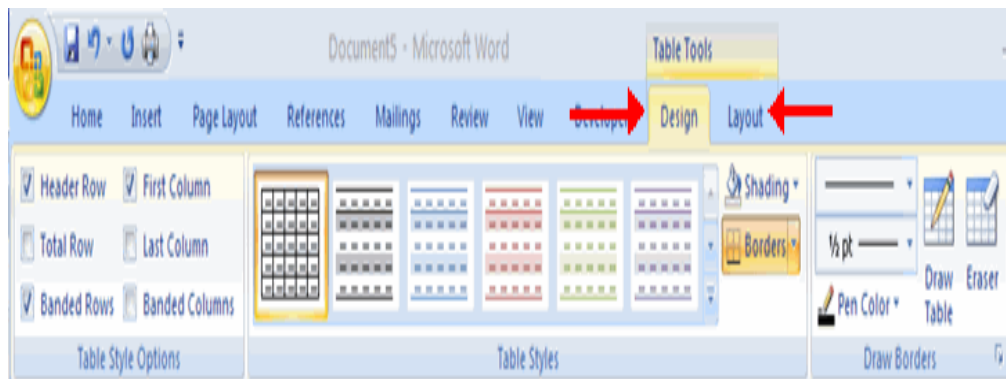 Document5 - Microsoft Word
Table Tools
Home Insert Page Layout References Mailings Review View Developer Design Layout
Header Row First Column
Total Row Last Column
Banded Rows Banded Columns
Table Style Options
Table Styles
Shading
Borders
½ pt
Pen Color
Draw Table
Eraser
Draw Borders